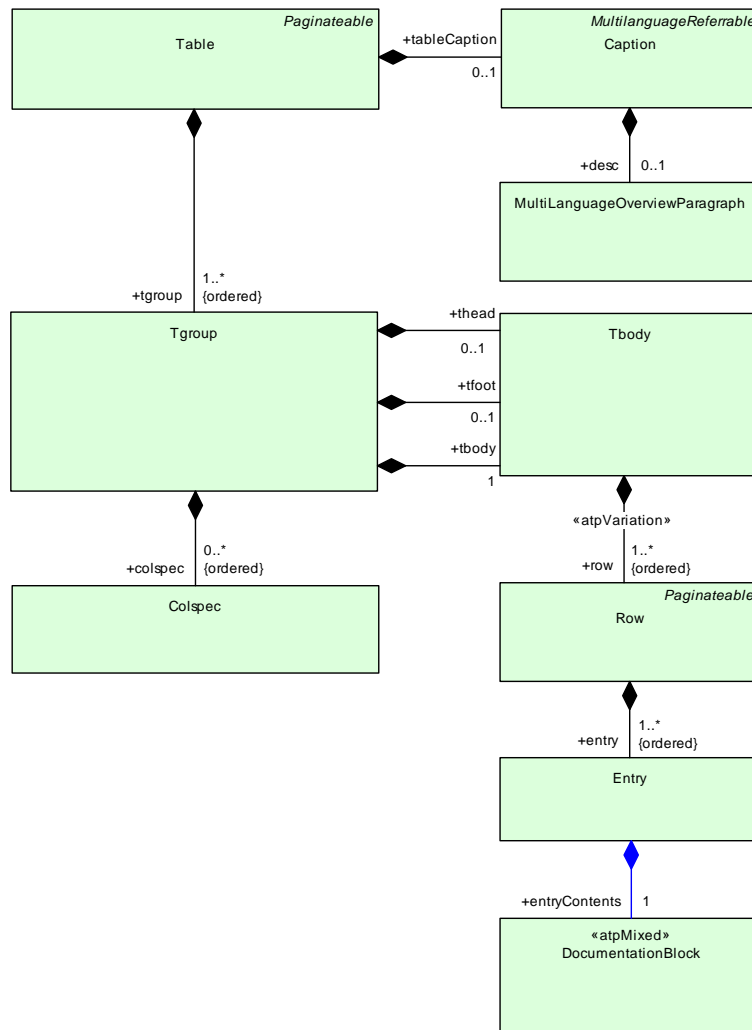 Paginateable
Table
+tableCaption
0..1
MultilanguageReferrable
Caption
+desc
0..1
MultiLanguageOverviewParagraph
+tgroup
1..*
{ordered}
Tgroup
+thead
0..1
+tfoot
0..1
+tbody
1
Tbody
«atpVariation»
+row
1..*
{ordered}
+colspec
0..*
{ordered}
Colspec
Paginateable
Row
+entry
1..*
{ordered}
Entry
+entryContents
1
«atpMixed»
DocumentationBlock